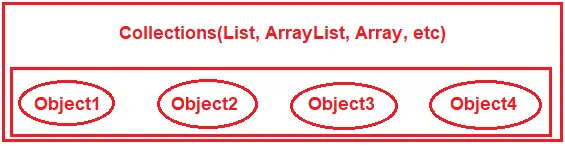 Collections(List, ArrayList, Array, etc)
Object1 Object2 Object3 Object4